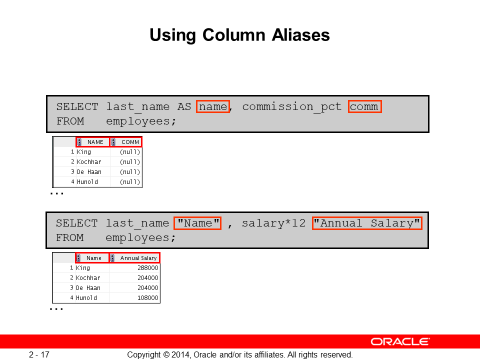 Using Column Aliases
SELECT last_name AS name, commission_pct comm
FROM employees;
NAME COMM
1 King (null)
2 Kochhar (null)
3 De Haan (null)
4 Hunold (null)
...
SELECT last_name "Name" , salary*12 "Annual Salary"
FROM employees;
Name Annual Salary
1 King 288000
2 Kochhar 204000
3 De Haan 204000
4 Hunold 108000
...
ORACLE
2 - 17 Copyright © 2014, Oracle and/or its affiliates. All rights reserved.